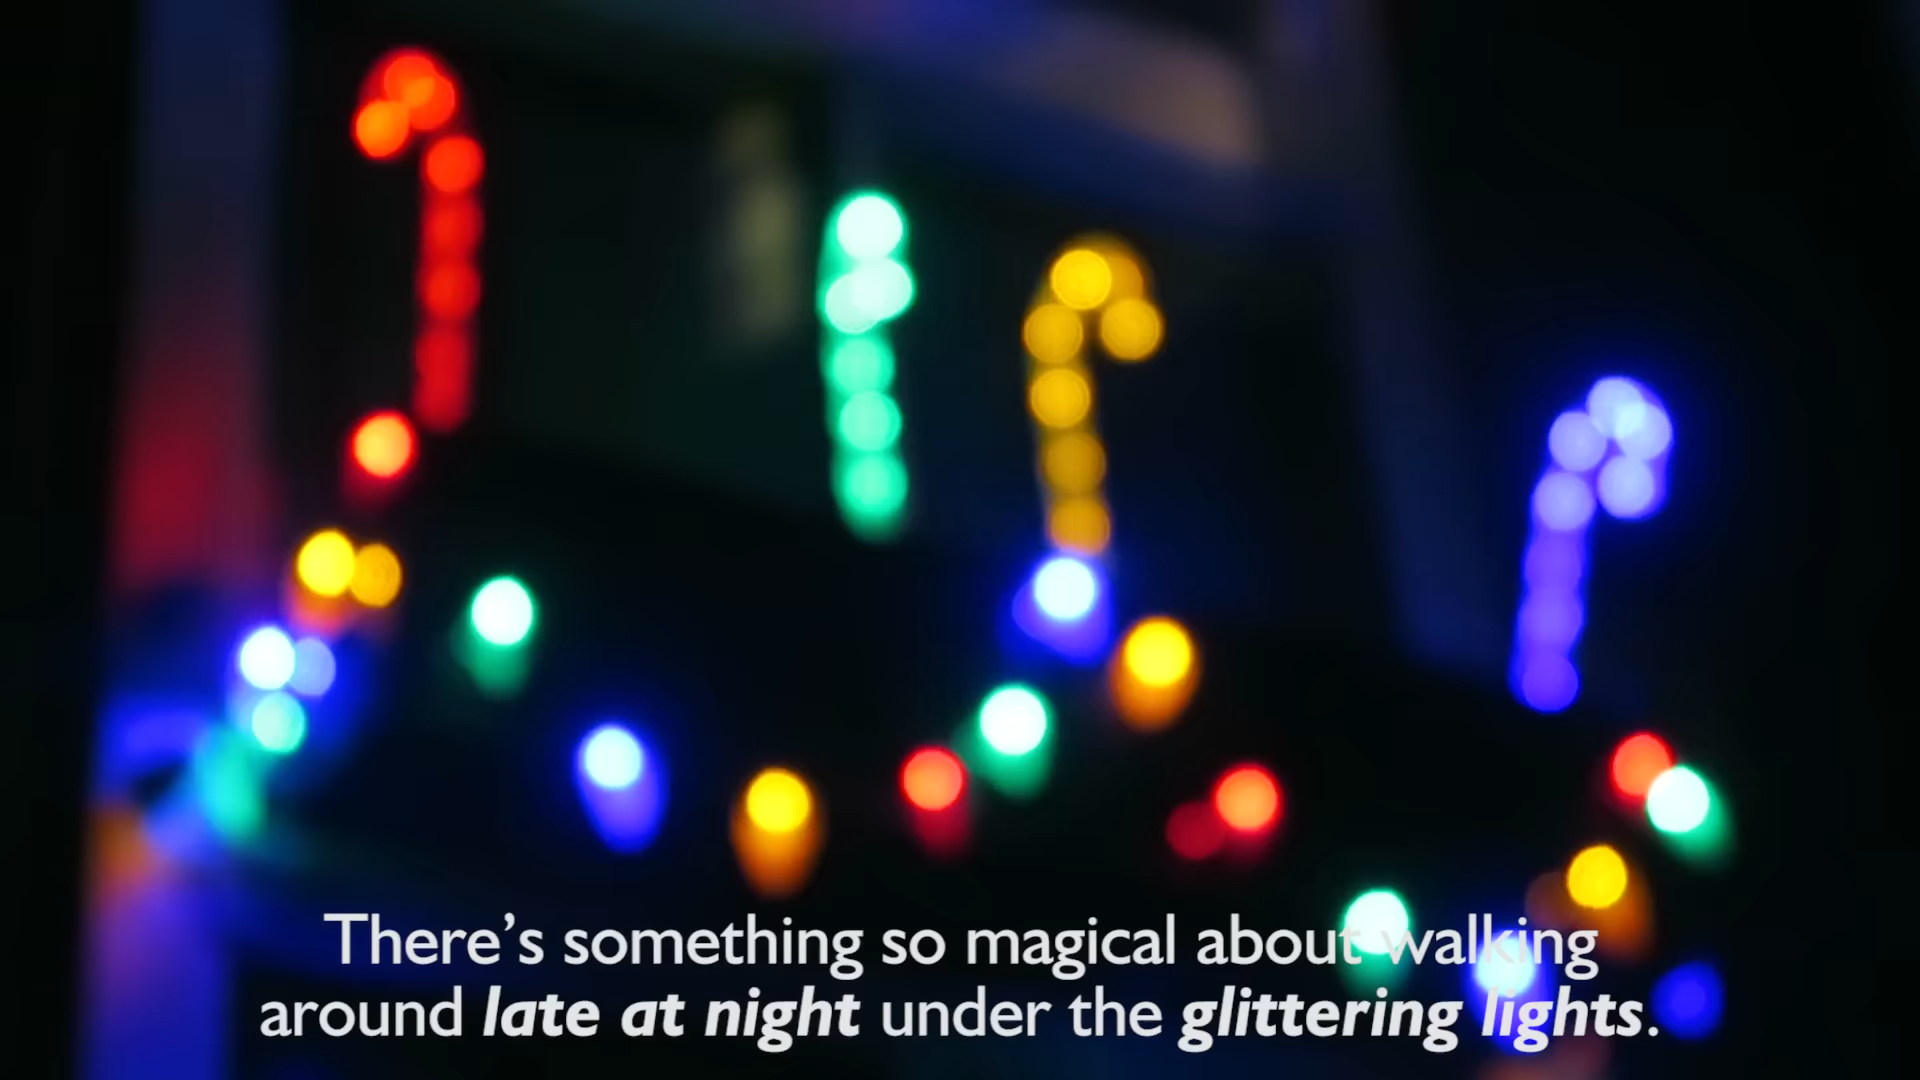 There’s something so magical about walking
around late at night under the glittering lights.